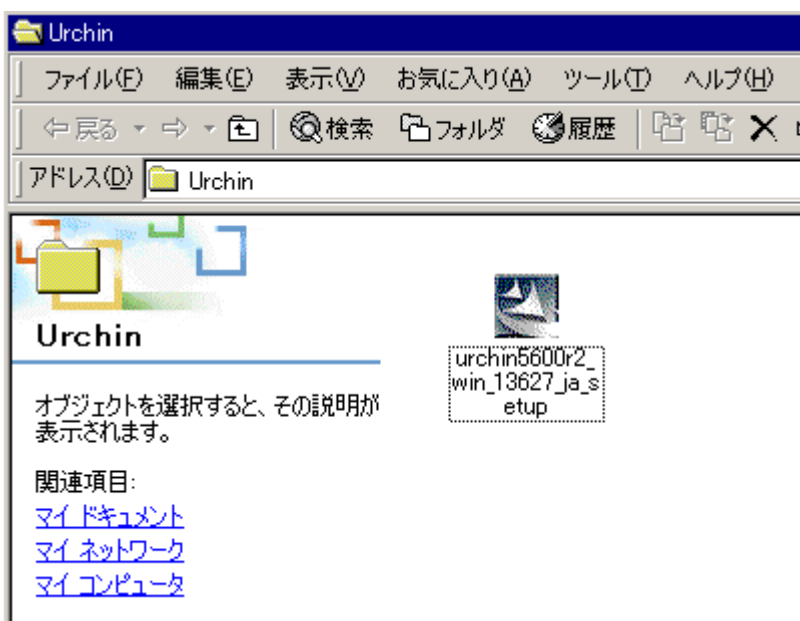 Urchin
ファイル(F) 編集(E) 表示(V) お気に入り(A) ツール(T) ヘルプ(H)
戻る 検索 フォルダ 履歴
アドレス(D) Urchin
Urchin
オブジェクトを選択すると、その説明が
表示されます。
関連項目:
マイ ドキュメント
マイ ネットワーク
マイ コンピュータ
urchin5600r2_
win_13627_ja_s
etup